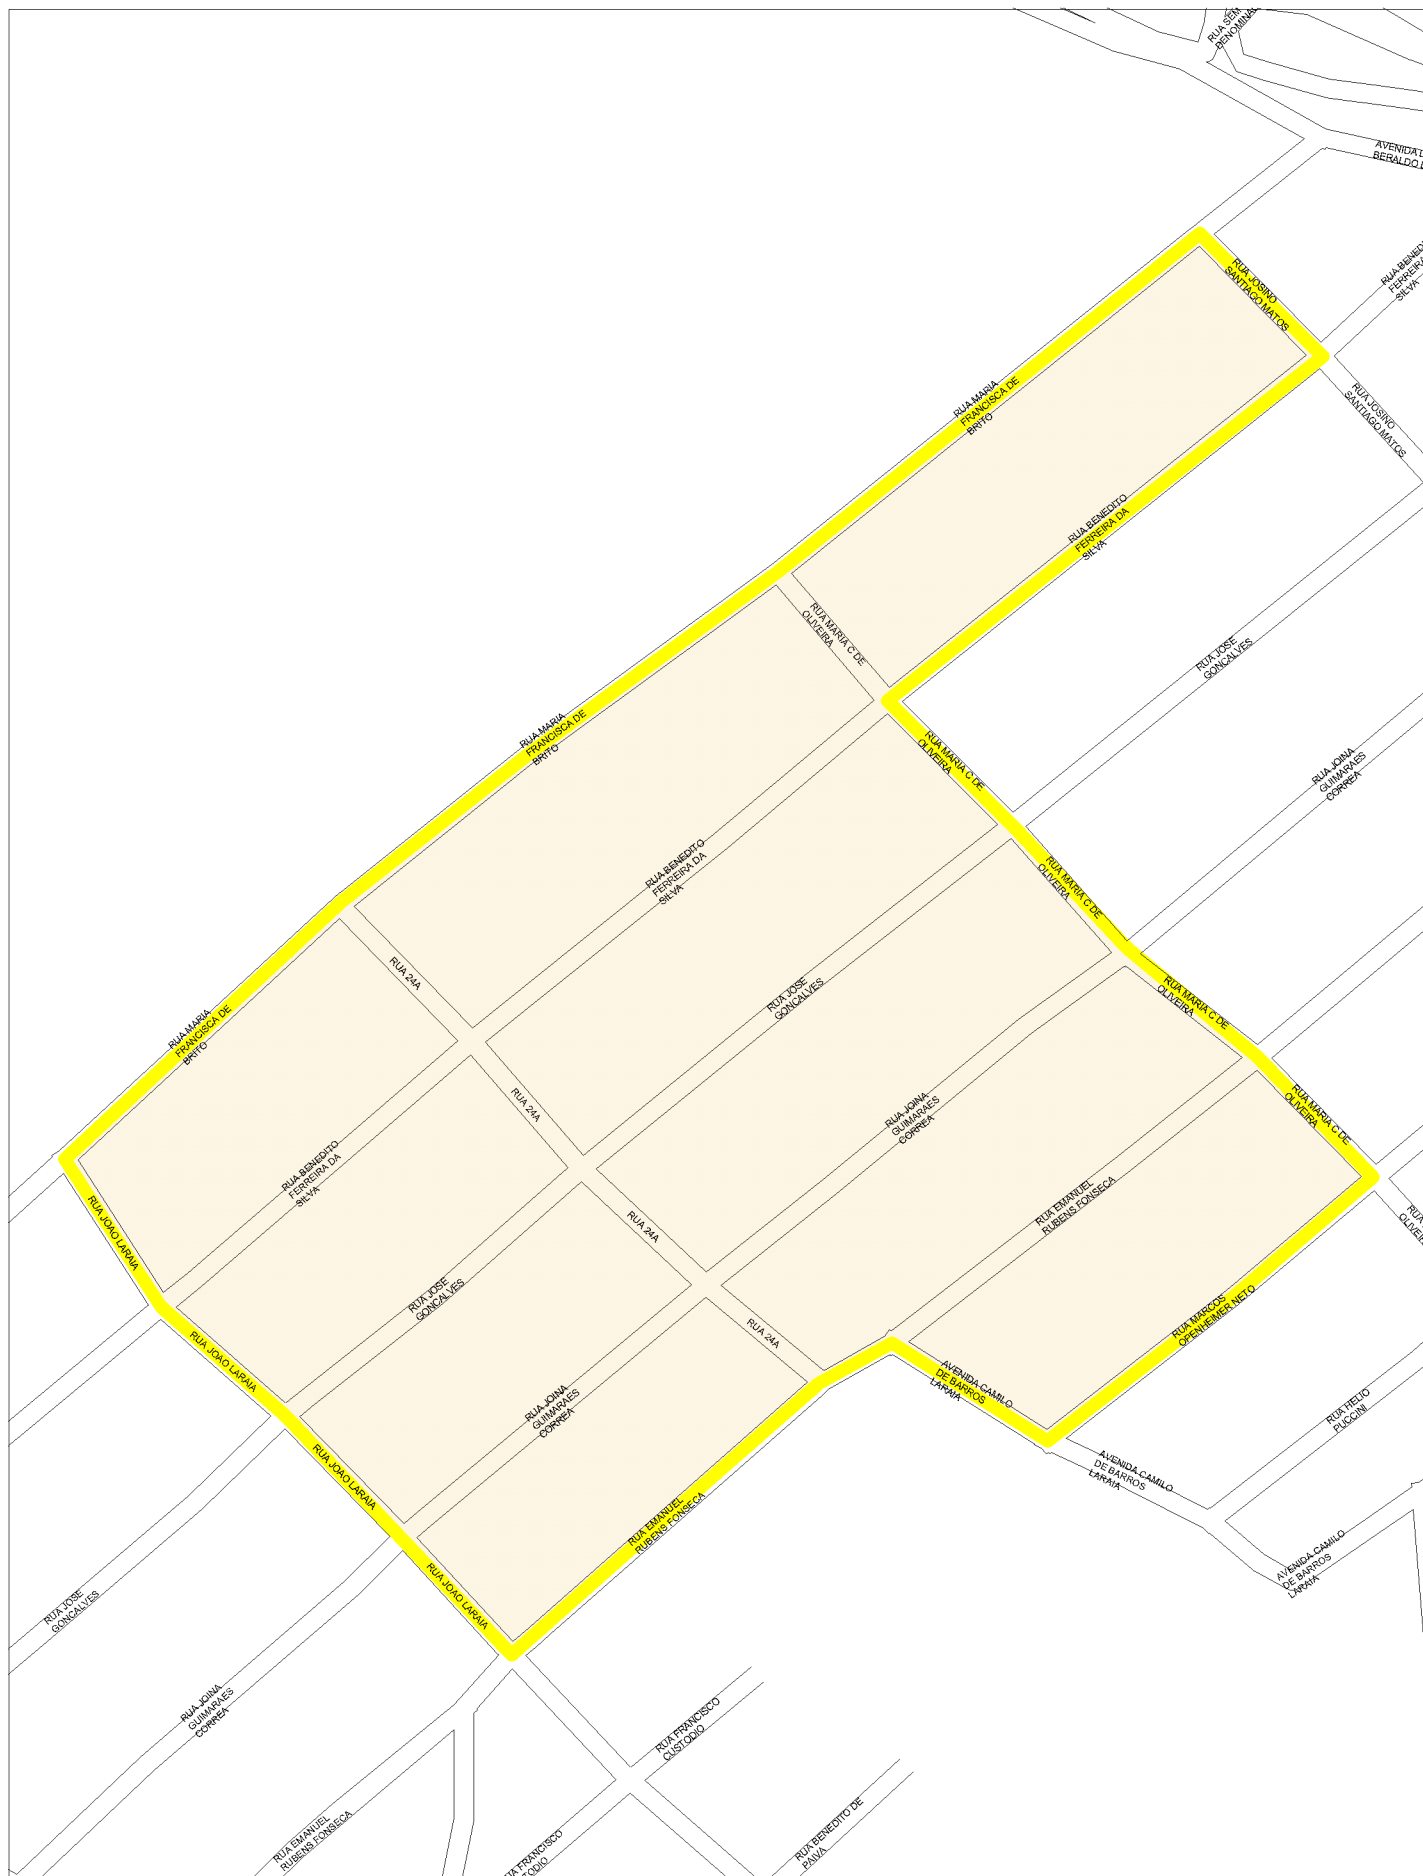 RUA SEM
DENOMINA
AVENIDA
BERALDO
RUA BENED
FERREIRA
SILVA
RUA JOSINO
SANTIAGO MATOS
RUA JOSINO
SANTIAGO MATOS
RUA MARIA
FRANCISCA DE
BRITO
RUA BENEDITO
FERREIRA DA
SILVA
RUA MARIA C DE
OLIVEIRA
RUA JOSE
GONCALVES
RUA MARIA
FRANCISCA DE
BRITO
RUA MARIA C DE
OLIVEIRA
RUA JOINA
GUIMARAES
CORREA
RUA BENEDITO
FERREIRA DA
SILVA
RUA MARIA C DE
OLIVEIRA
RUA 24A
RUA JOSE
GONCALVES
RUA MARIA C DE
OLIVEIRA
RUA MARIA
FRANCISCA DE
BRITO
RUA 24A
RUA JOINA
GUIMARAES
CORREA
RUA MARIA C DE
OLIVEIRA
RUA BENEDITO
FERREIRA DA
SILVA
RUA EMANUEL
RUBENS FONSECA
RUA JOAO LARAIA
RUA 24A
RUA
OLIVEIR
RUA JOSE
GONCALVES
RUA MARCOS
OPENHEIMER NETO
RUA 24A
RUA JOAO LARAIA
AVENIDA CAMILO
DE BARROS
LARAIA
RUA JOINA
GUIMARAES
CORREA
RUA HELIO
PUCCINI
RUA JOAO LARAIA
AVENIDA CAMILO
DE BARROS
LARAIA
RUA EMANUEL
RUBENS FONSECA
AVENIDA CAMILO
DE BARROS
LARAIA
RUA JOAO LARAIA
RUA JOSE
GONCALVES
RUA JOINA
GUIMARAES
CORREA
RUA FRANCISCO
CUSTODIO
RUA EMANUEL
RUBENS FONSECA
UA FRANCISCO
TODIO
RUA BENEDITO DE
PAIVA